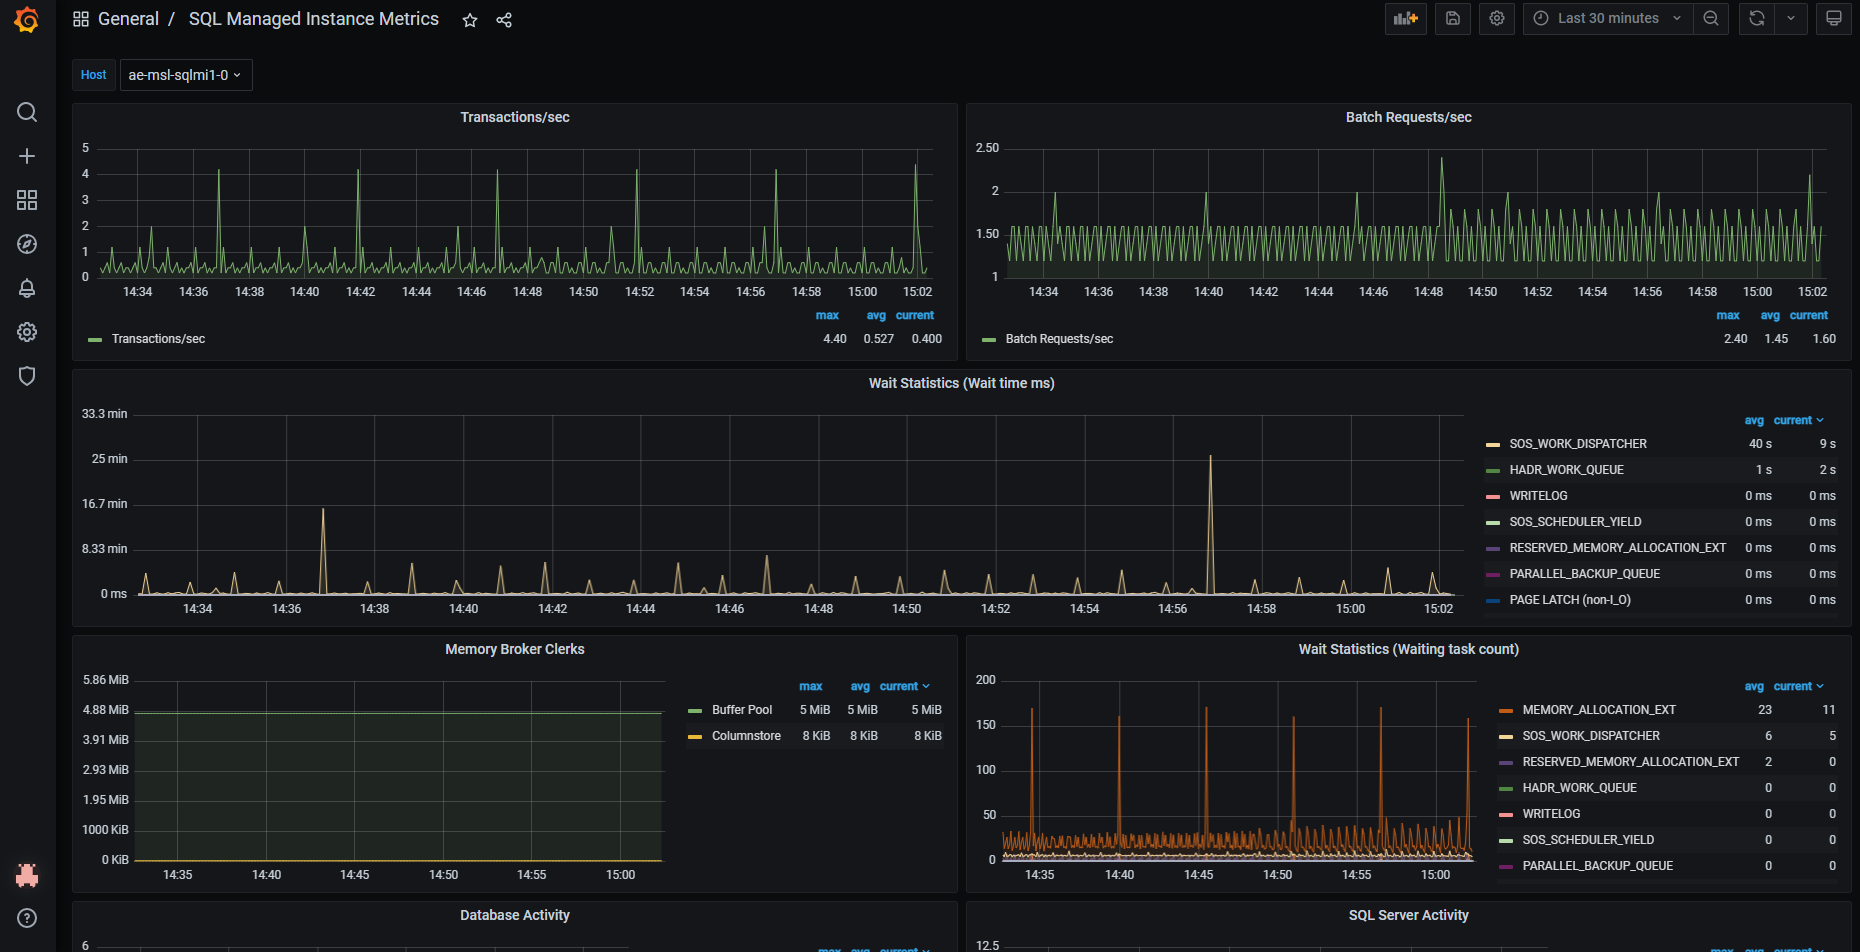 General / SQL Managed Instance Metrics
Last 30 minutes
Host ae-msl-sqlmi1-0
Transactions/sec
5
4
3
2
1
0
14:34 14:36 14:38 14:40 14:42 14:44 14:46 14:48 14:50 14:52 14:54 14:56 14:58 15:00 15:02
max avg current
Transactions/sec 4.40 0.527 0.400
Batch Requests/sec
2.50
2
1.50
1
14:34 14:36 14:38 14:40 14:42 14:44 14:46 14:48 14:50 14:52 14:54 14:56 14:58 15:00 15:02
max avg current
Batch Requests/sec 2.40 1.45 1.60
Wait Statistics (Wait time ms)
33.3 min
25 min
16.7 min
8.33 min
0 ms
14:34 14:36 14:38 14:40 14:42 14:44 14:46 14:48 14:50 14:52 14:54 14:56 14:58 15:00 15:02
avg current
SOS_WORK_DISPATCHER 40 s 9 s
HADR_WORK_QUEUE 1 s 2 s
WRITELOG 0 ms 0 ms
SOS_SCHEDULER_YIELD 0 ms 0 ms
RESERVED_MEMORY_ALLOCATION_EXT 0 ms 0 ms
PARALLEL_BACKUP_QUEUE 0 ms 0 ms
PAGE LATCH (non-I_O) 0 ms 0 ms
Memory Broker Clerks
5.86 MiB
4.88 MiB
3.91 MiB
2.93 MiB
1.95 MiB
1000 KiB
0 KiB
14:35 14:40 14:45 14:50 14:55 15:00
max avg current
Buffer Pool 5 MiB 5 MiB 5 MiB
Columnstore 8 KiB 8 KiB 8 KiB
Wait Statistics (Waiting task count)
200
150
100
50
0
14:35 14:40 14:45 14:50 14:55 15:00
avg current
MEMORY_ALLOCATION_EXT 23 11
SOS_WORK_DISPATCHER 6 5
RESERVED_MEMORY_ALLOCATION_EXT 2 0
HADR_WORK_QUEUE 0 0
WRITELOG 0 0
SOS_SCHEDULER_YIELD 0 0
PARALLEL_BACKUP_QUEUE 0 0
Database Activity
6
max avg current
SQL Server Activity
12.5
max avg current